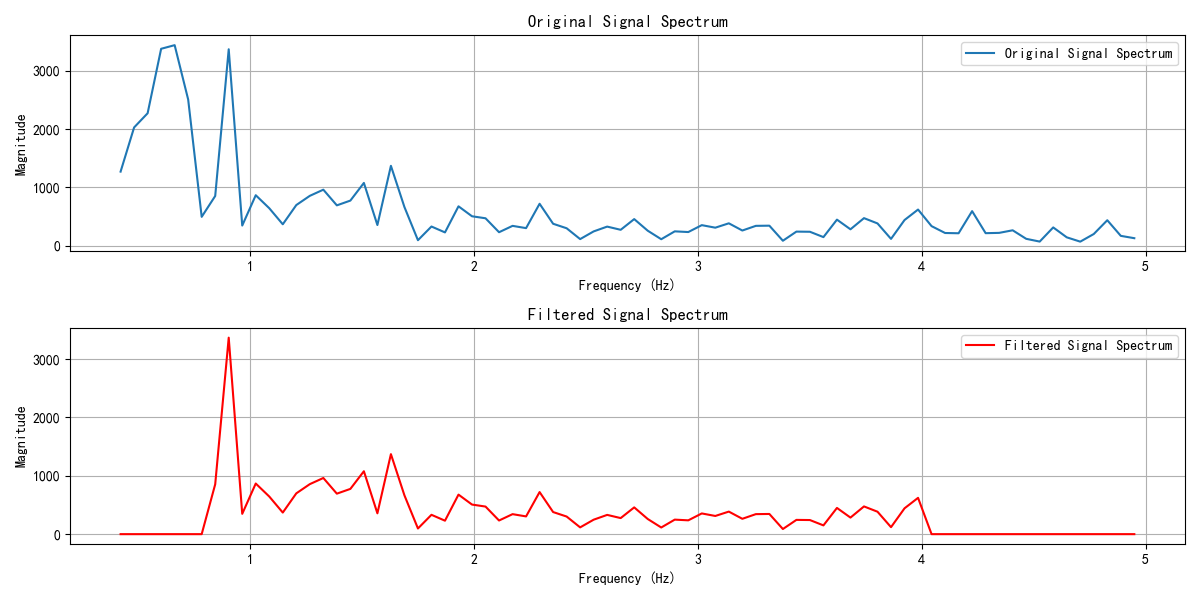 Original Signal Spectrum
Original Signal Spectrum
Magnitude
3000
2000
1000
0
1 2 3 4 5
Frequency (Hz)
Filtered Signal Spectrum
Filtered Signal Spectrum
Magnitude
3000
2000
1000
0
1 2 3 4 5
Frequency (Hz)